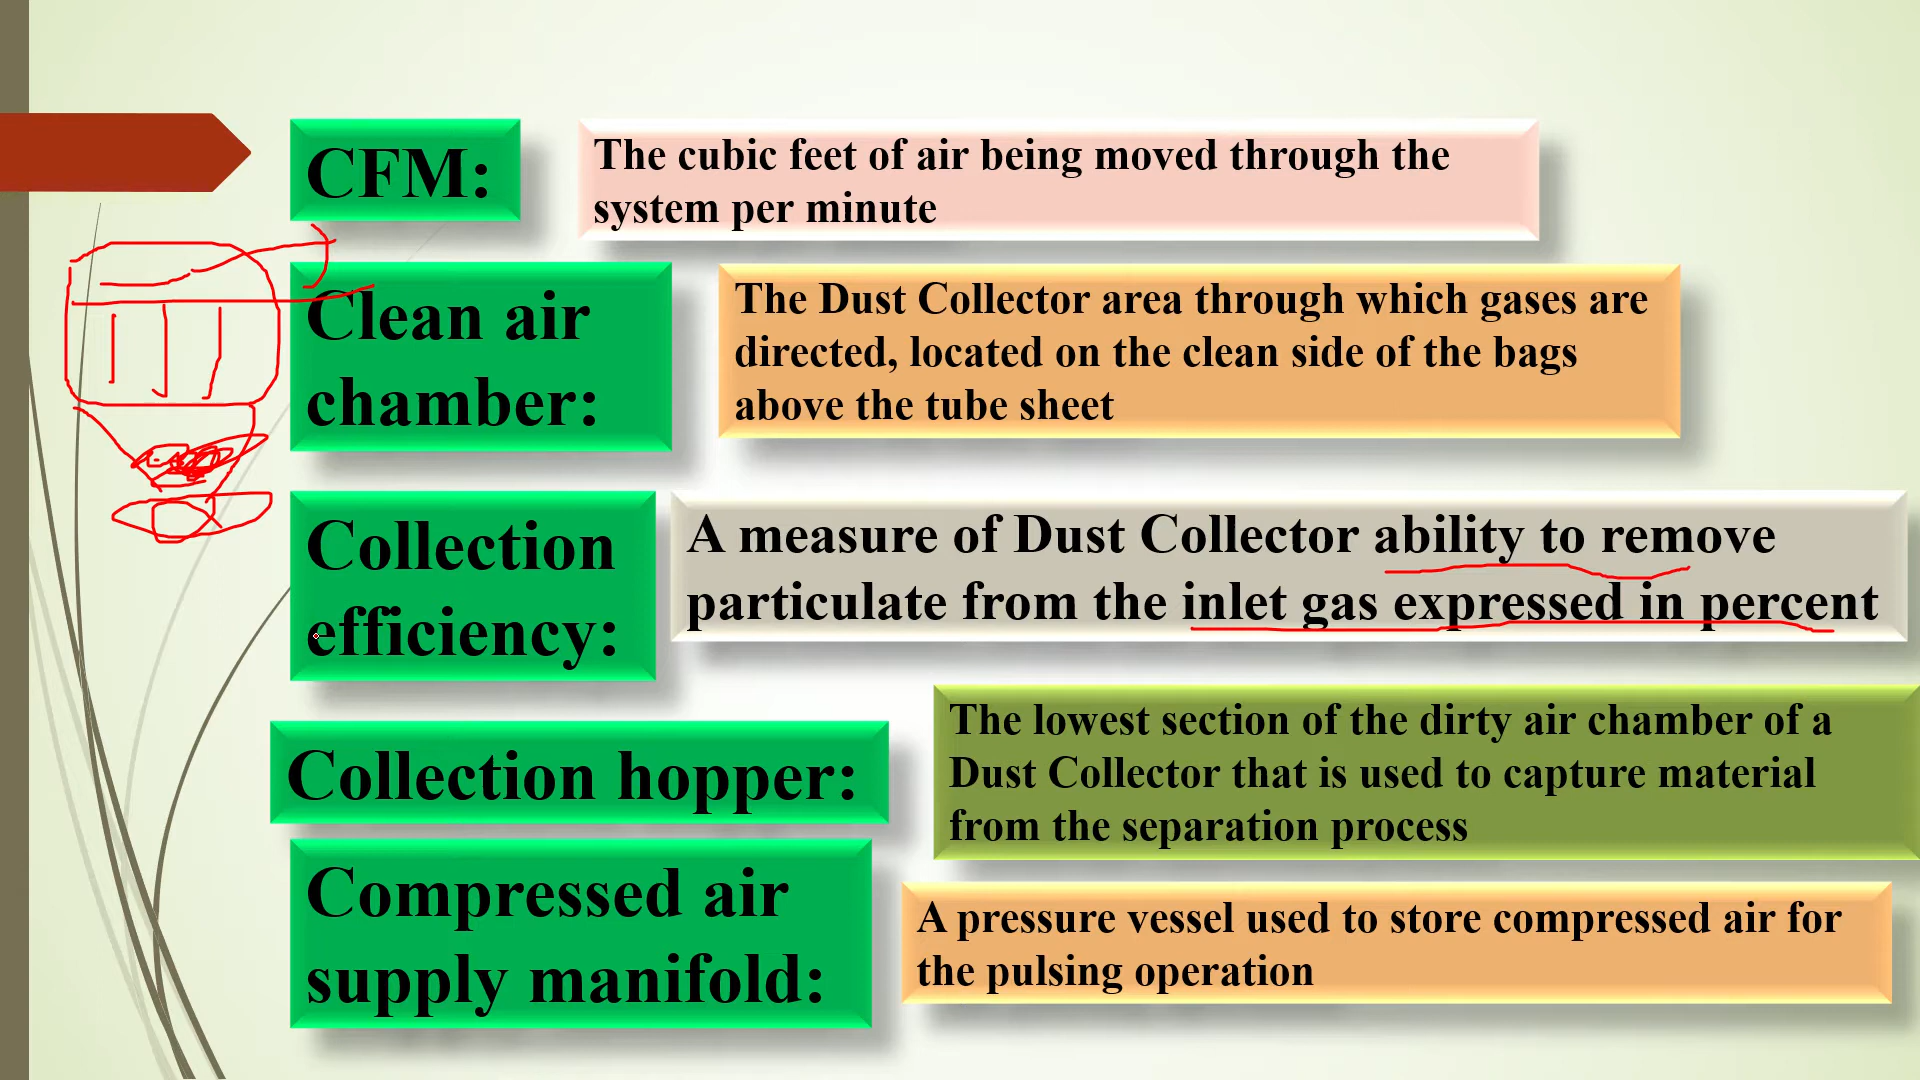 CFM:
The cubic feet of air being moved through the
system per minute
Clean air
chamber:
The Dust Collector area through which gases are
directed, located on the clean side of the bags
above the tube sheet
Collection
efficiency:
A measure of Dust Collector ability to remove
particulate from the inlet gas expressed in percent
Collection hopper:
The lowest section of the dirty air chamber of a
Dust Collector that is used to capture material
from the separation process
Compressed air
supply manifold:
A pressure vessel used to store compressed air for
the pulsing operation